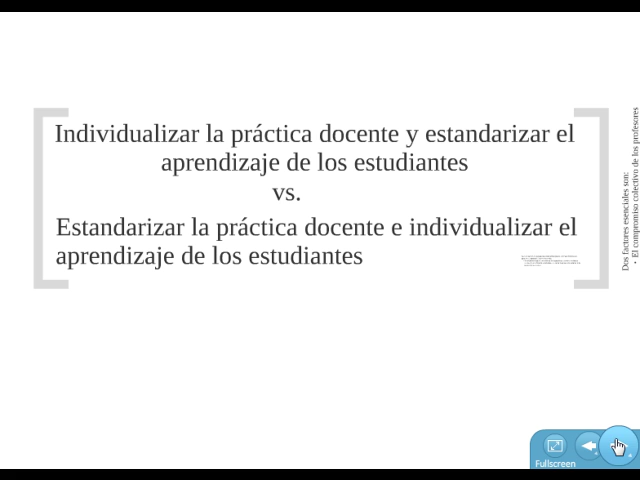 Individualizar la práctica docente y estandarizar el
aprendizaje de los estudiantes
vs.
Estandarizar la práctica docente e individualizar el
aprendizaje de los estudiantes
Dos factores esenciales son:
• El compromiso colectivo de los profesores
Fullscreen